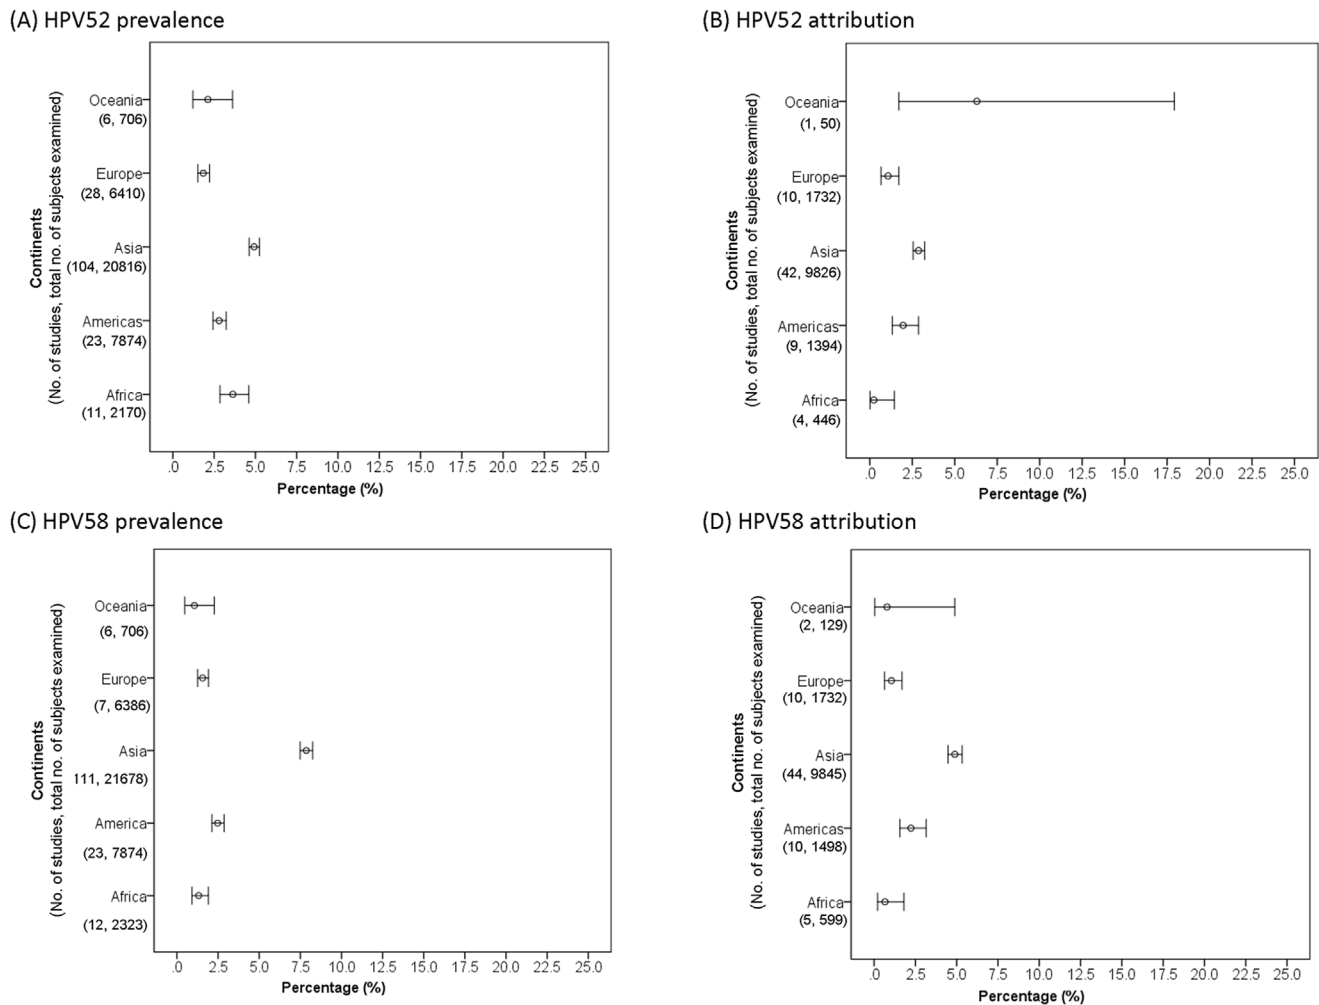 (A) HPV52 prevalence
Continents
(No. of studies, total no. of subjects examined)
Oceania
(6, 706)
Europe
(28, 6410)
Asia
(104, 20816)
Americas
(23, 7874)
Africa
(11, 2170)
.0 2.5 5.0 7.5 10.0 12.5 15.0 17.5 20.0 22.5 25.0
Percentage (%)
(B) HPV52 attribution
Continents
(No. of studies, total no. of subjects examined)
Oceania
(1, 50)
Europe
(10, 1732)
Asia
(42, 9826)
Americas
(9, 1394)
Africa
(4, 446)
.0 2.5 5.0 7.5 10.0 12.5 15.0 17.5 20.0 22.5 25.0
Percentage (%)
(C) HPV58 prevalence
Continents
(No. of studies, total no. of subjects examined)
Oceania
(6, 706)
Europe
(7, 6386)
Asia
111, 21678)
America
(23, 7874)
Africa
(12, 2323)
.0 2.5 5.0 7.5 10.0 12.5 15.0 17.5 20.0 22.5 25.0
Percentage (%)
(D) HPV58 attribution
Continents
(No. of studies, total no. of subjects examined)
Oceania
(2, 129)
Europe
(10, 1732)
Asia
(44, 9845)
Americas
(10, 1498)
Africa
(5, 599)
.0 2.5 5.0 7.5 10.0 12.5 15.0 17.5 20.0 22.5 25.0
Percentage (%)